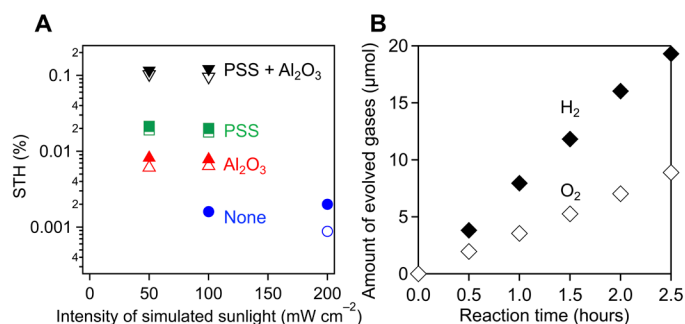 A
STH (%)
2
0.1
4
2
0.01
4
2
0.001
4
PSS + Al₂O₃
PSS
Al₂O₃
None
0
50
100
150
200
Intensity of simulated sunlight (mW cm⁻²)
B
Amount of evolved gases (μmol)
20
15
10
5
0
H₂
O₂
0.0
0.5
1.0
1.5
2.0
2.5
Reaction time (hours)